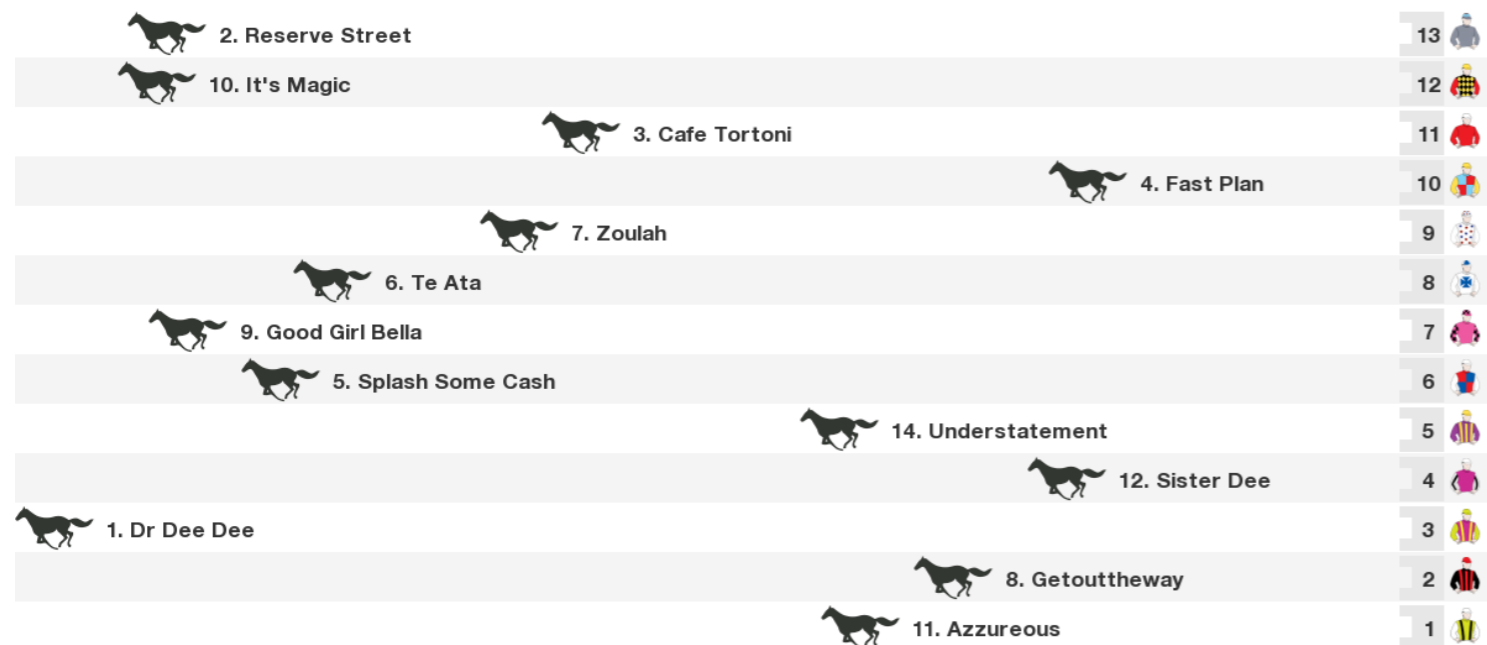 2. Reserve Street 13
10. It's Magic 12
3. Cafe Tortoni 11
4. Fast Plan 10
7. Zoulah 9
6. Te Ata 8
9. Good Girl Bella 7
5. Splash Some Cash 6
14. Understatement 5
12. Sister Dee 4
1. Dr Dee Dee 3
8. Getouttheway 2
11. Azzureous 1